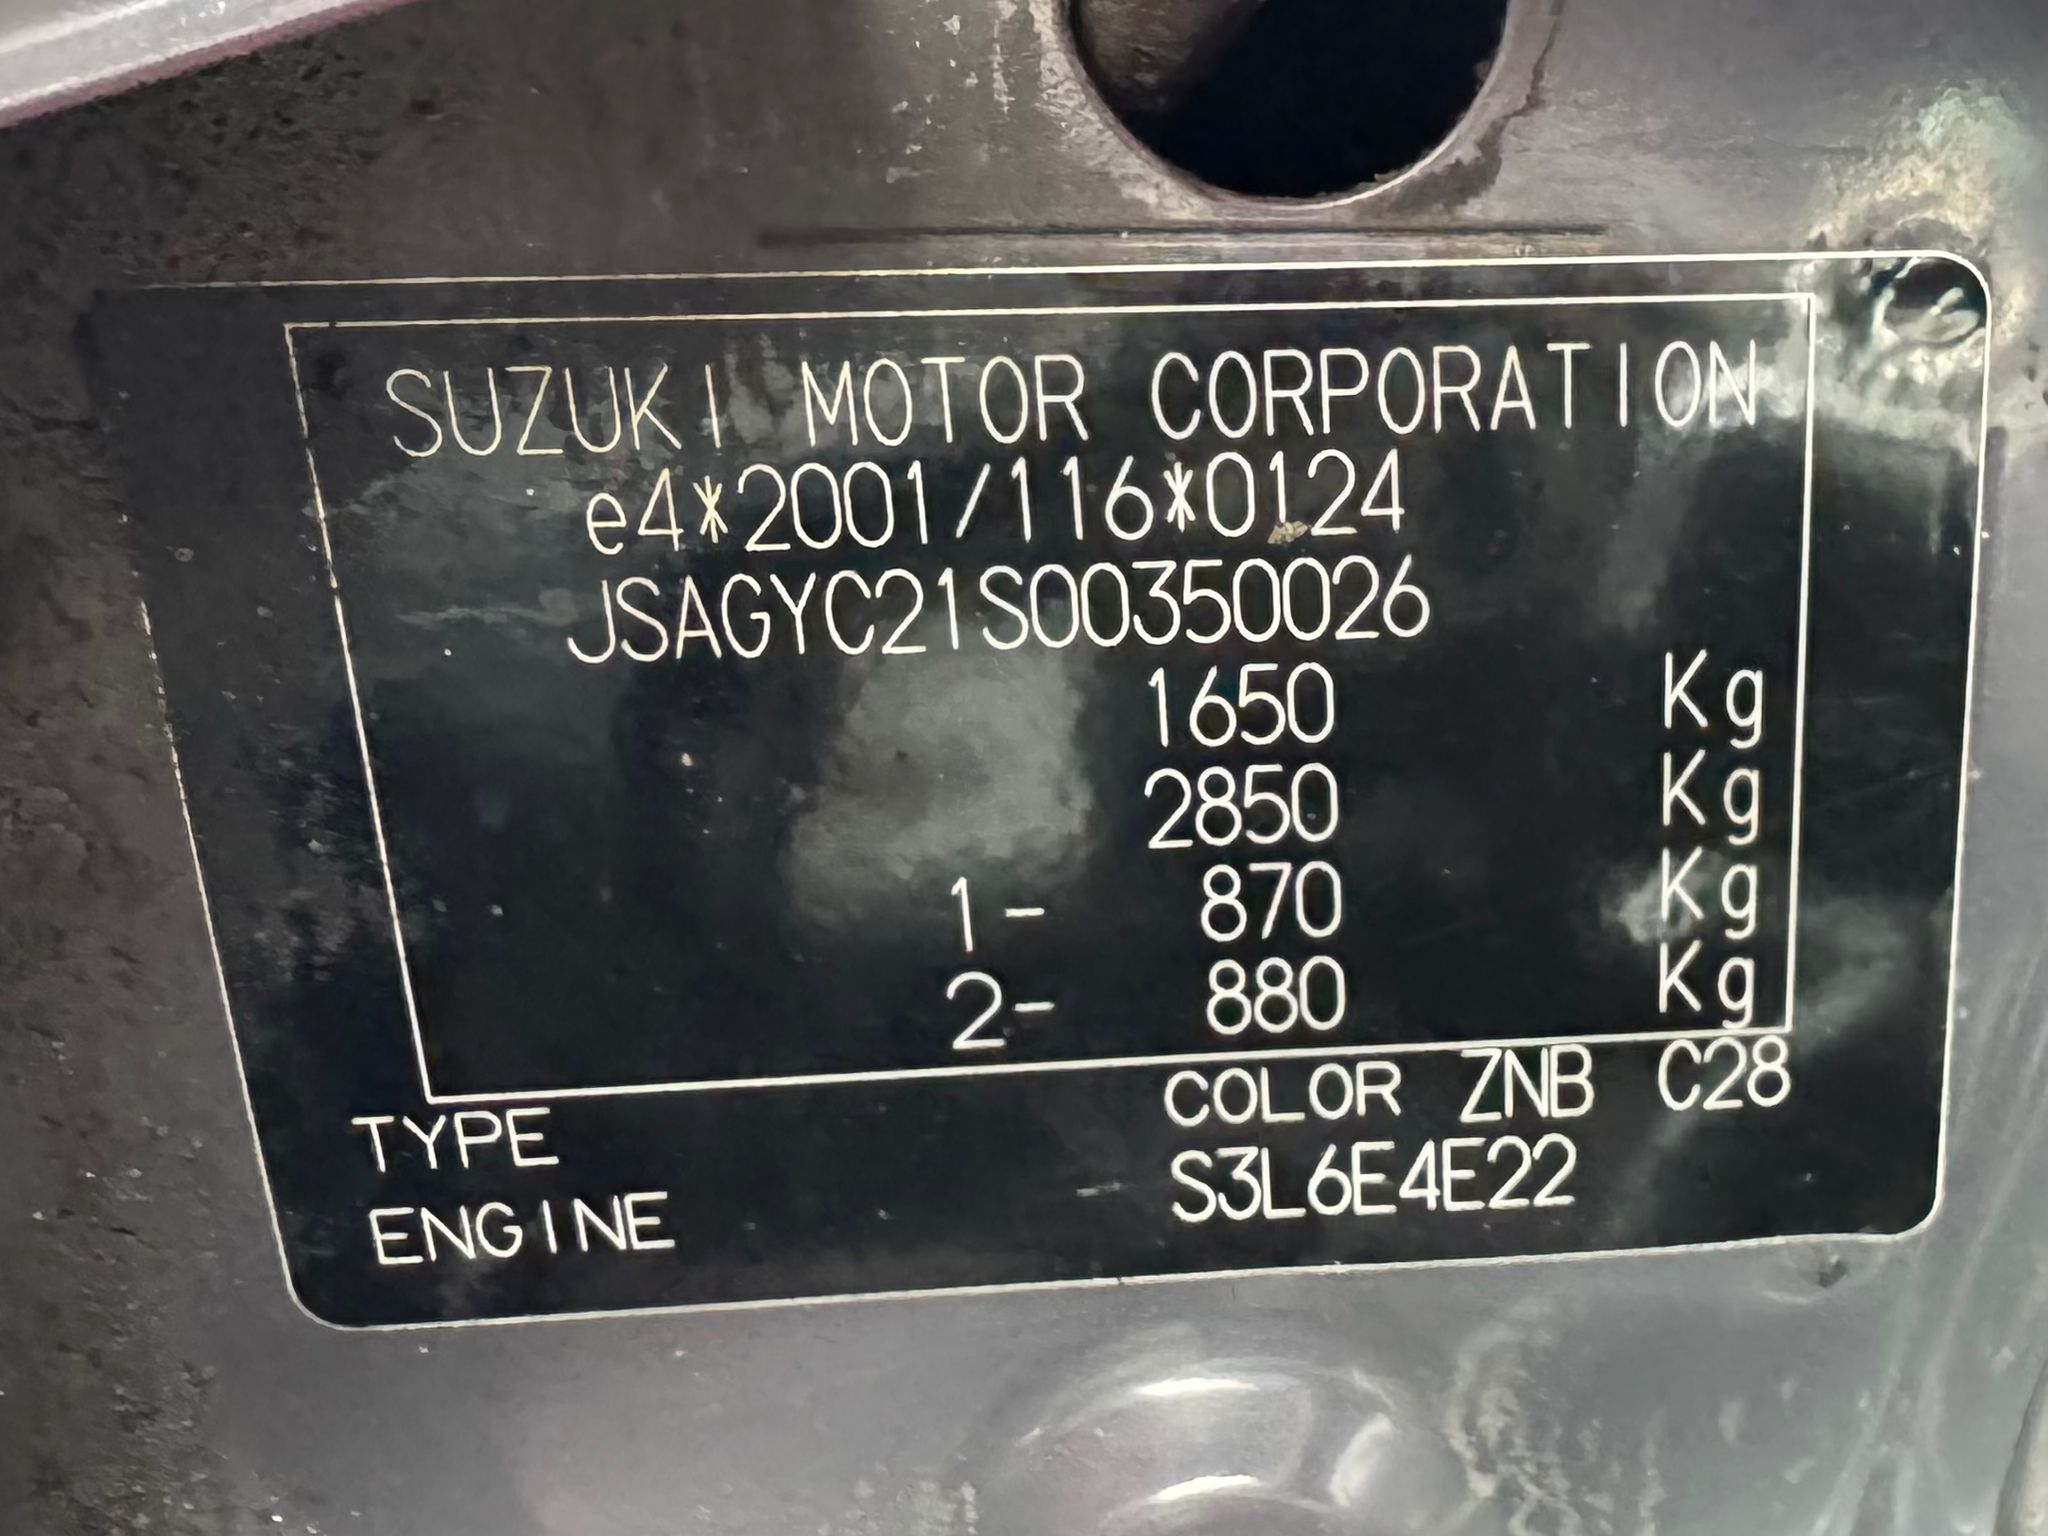 SUZUKI MOTOR CORPORATION
e4*2001/116*0124
JSAGYC21S00350026
1650 Kg
2850 Kg
1- 870 Kg
2- 880 Kg
COLOR ZNB C28
TYPE S3L6E4E22
ENGINE